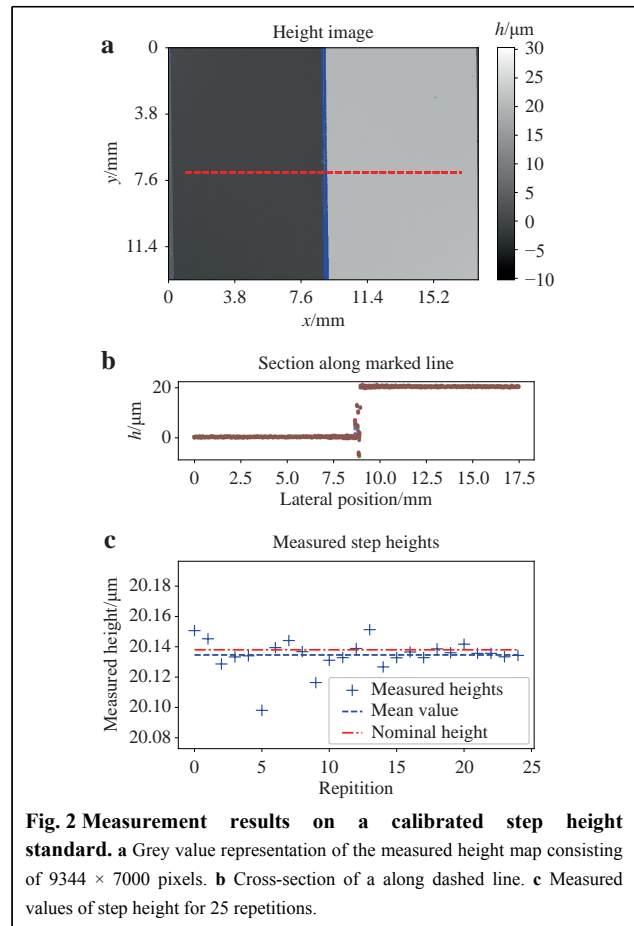 a
Height image
h/μm
0
3.8
7.6
11.4
y/mm
0
3.8
7.6
11.4
15.2
x/mm
30
25
20
15
10
5
0
−5
−10
b
Section along marked line
20
0
h/μm
0
2.5
5.0
7.5
10.0
12.5
15.0
17.5
Lateral position/mm
c
Measured step heights
20.18
20.16
20.14
20.13
20.10
20.08
Measured height/μm
Measured heights
Mean value
Nominal height
0
5
10
15
20
25
Repitition
Fig. 2 Measurement results on a calibrated step height
standard. a Grey value representation of the measured height map consisting
of 9344 × 7000 pixels. b Cross-section of a along dashed line. c Measured
values of step height for 25 repetitions.